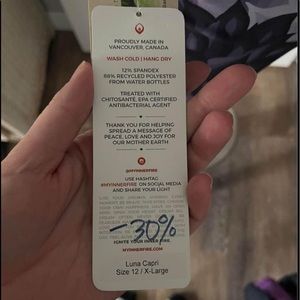 PROUDLY MADE IN
VANCOUVER, CANADA
WASH COLD | HANG DRY
12% SPANDEX
88% RECYCLED POLYESTER
FROM WATER BOTTLES
TREATED WITH
CHITOSANTE, EPA CERTIFIED
ANTIBACTERIAL AGENT
THANK YOU FOR HELPING
SPREAD A MESSAGE OF
PEACE, LOVE AND JOY FOR
OUR MOTHER EARTH
@MYINNERFIRE
USE HASHTAG
#MYINNERFIRE ON SOCIAL MEDIA
AND SHARE YOUR LIGHT
-30%
IGNITE YOUR INNER FIRE.
MYINNERFIRE.COM
Luna Capri
Size 12 / X-Large